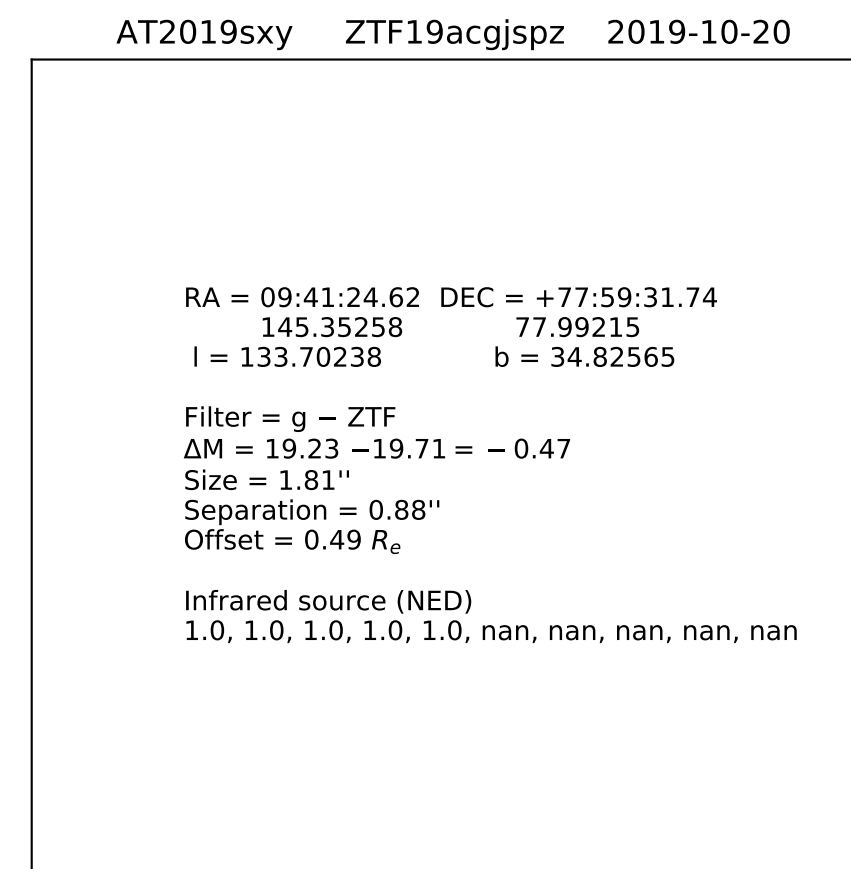 AT2019sxy ZTF19acgjspz 2019-10-20
RA = 09:41:24.62 DEC = +77:59:31.74
145.35258 77.99215
l = 133.70238 b = 34.82565
Filter = g − ZTF
ΔM = 19.23 −19.71 = − 0.47
Size = 1.81''
Separation = 0.88''
Offset = 0.49 Re
Infrared source (NED)
1.0, 1.0, 1.0, 1.0, 1.0, nan, nan, nan, nan, nan